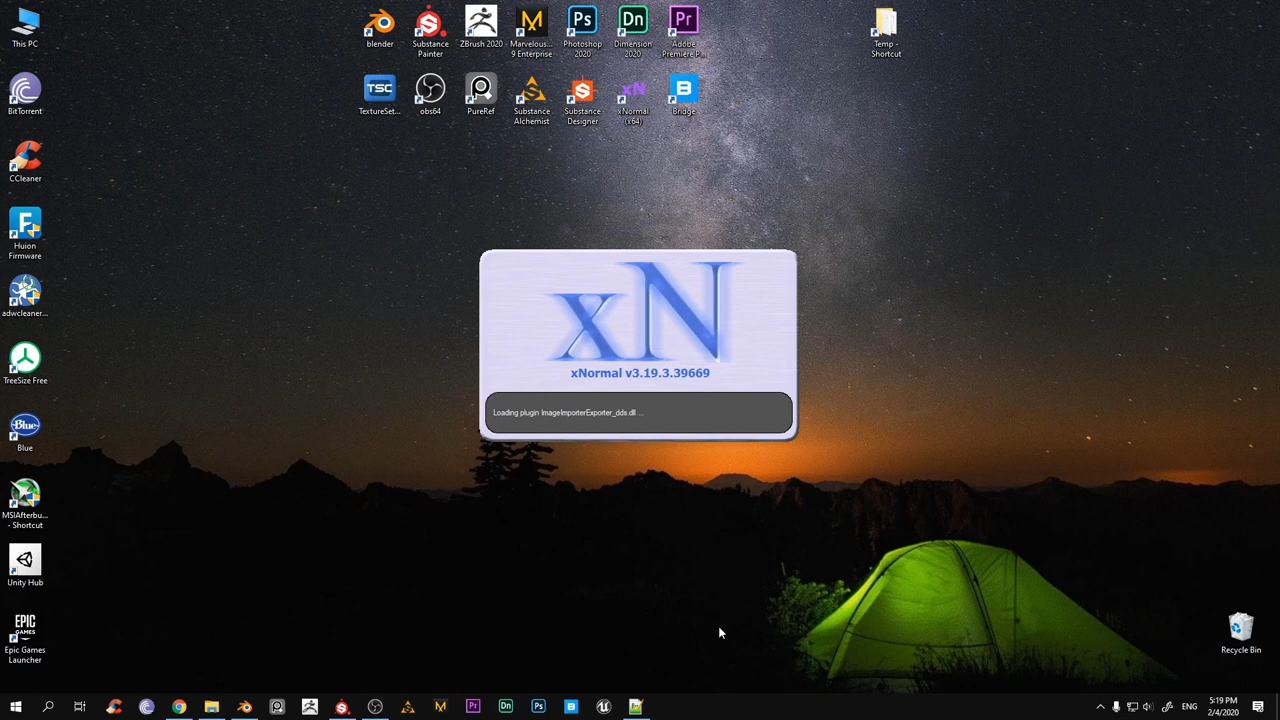 This PC
blender
Substance
Painter
ZBrush 2020
Marvelous...
9 Enterprise
Photoshop
2020
Dimension
2020
Adobe
Premiere P...
Temp -
Shortcut
BitTorrent
TSC
TextureSet...
obs64
PureRef
Substance
Alchemist
Substance
Designer
xN
xNormal
(x64)
Bridge
CCleaner
Huion
Firmware
xN
xNormal v3.19.3.39669
Loading plugin ImageImporterExporter_dds.dll ...
adwcleaner...
TreeSize Free
Blue
Blue
MSIAfterbu...
- Shortcut
Unity Hub
EPIC
GAMES
Epic Games
Launcher
Recycle Bin
ENG
5:19 PM
2/4/2020